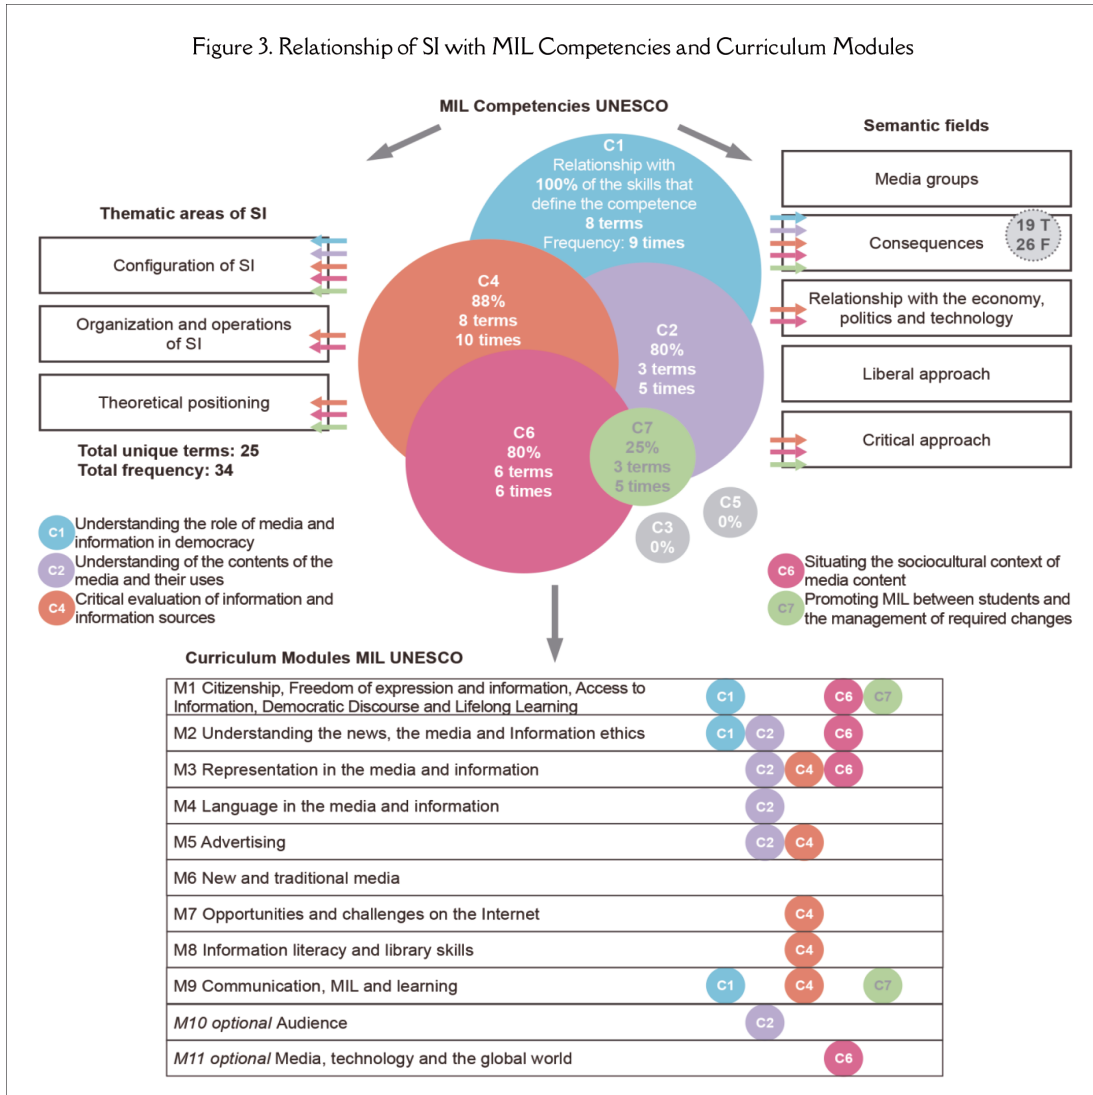 Figure 3. Relationship of SI with MIL Competencies and Curriculum Modules
MIL Competencies UNESCO
Thematic areas of SI
Configuration of SI
Organization and operations
of SI
Theoretical positioning
Total unique terms: 25
Total frequency: 34
C1
Relationship with
100% of the skills that
define the competence
8 terms
Frequency: 9 times
C4
88%
8 terms
10 times
C2
80%
3 terms
5 times
C6
80%
6 terms
6 times
C7
25%
3 terms
5 times
C3
0%
C5
0%
Semantic fields
Media groups
Consequences
19 T
26 F
Relationship with the economy,
politics and technology
Liberal approach
Critical approach
C1 Understanding the role of media and
information in democracy
C2 Understanding of the contents of the
media and their uses
C4 Critical evaluation of information and
information sources
C6 Situating the sociocultural context of
media content
C7 Promoting MIL between students and
the management of required changes
Curriculum Modules MIL UNESCO
M1 Citizenship, Freedom of expression and information, Access to
Information, Democratic Discourse and Lifelong Learning
C1 C6 C7
M2 Understanding the news, the media and Information ethics C1 C2 C6
M3 Representation in the media and information C2 C4 C6
M4 Language in the media and information C2
M5 Advertising C2 C4
M6 New and traditional media
M7 Opportunities and challenges on the Internet C4
M8 Information literacy and library skills C4
M9 Communication, MIL and learning C1 C4 C7
M10 optional Audience C2
M11 optional Media, technology and the global world C6